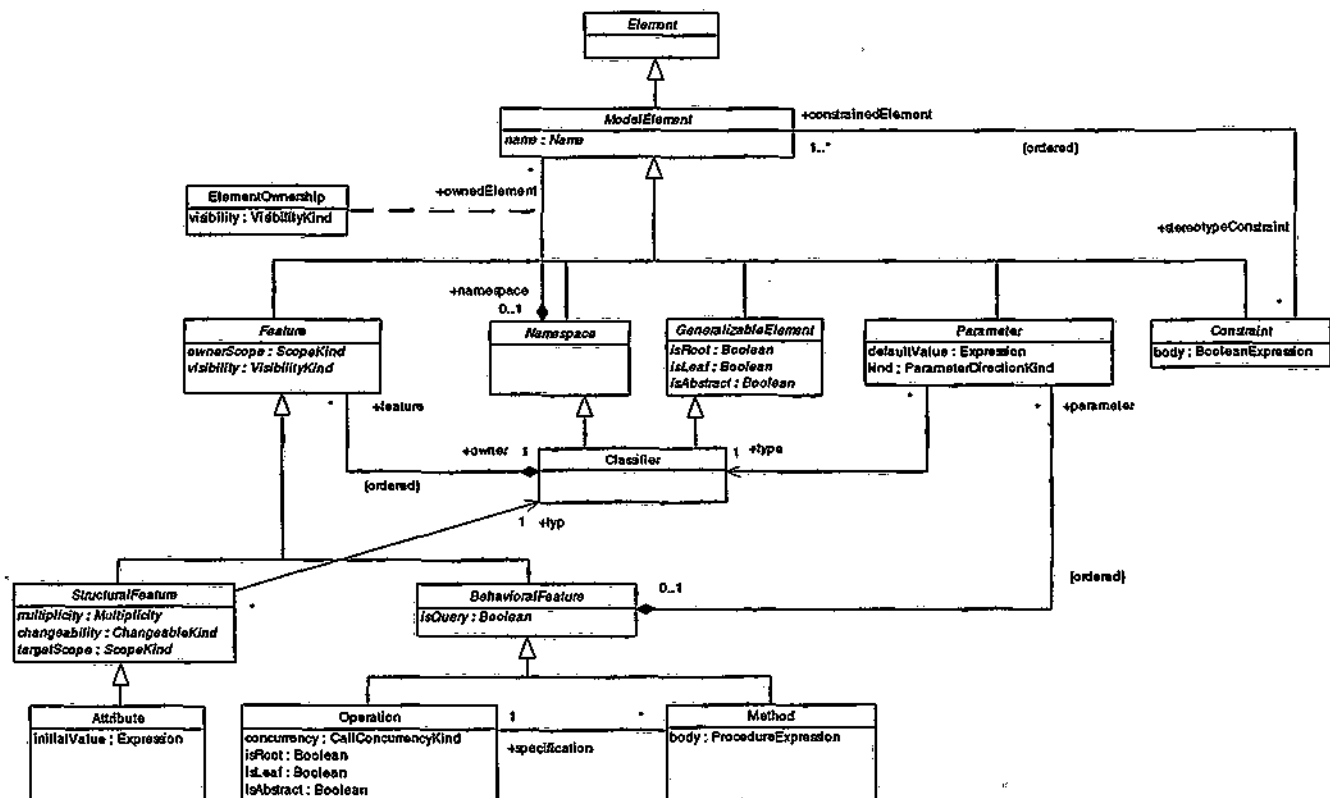 Element
ModelElement
name : Name
+constrainedElement
1..*
{ordered}
*
+ownedElement
ElementOwnership
visibility : VisibilityKind
+stereotypeConstraint
*
+namespace
0..1
Feature
ownerScope : ScopeKind
visibility : VisibilityKind
Namespace
GeneralizableElement
isRoot : Boolean
isLeaf : Boolean
isAbstract : Boolean
Parameter
defaultValue : Expression
kind : ParameterDirectionKind
Constraint
body : BooleanExpression
*
+feature
*
*
+parameter
+owner
1
Classifier
1
+type
{ordered}
1
+typ
StructuralFeature
multiplicity : Multiplicity
changeability : ChangeableKind
targetScope : ScopeKind
*
BehavioralFeature
isQuery : Boolean
0..1
{ordered}
Attribute
initialValue : Expression
Operation
concurrency : CallConcurrencyKind
isRoot : Boolean
isLeaf : Boolean
isAbstract : Boolean
1
*
+specification
Method
body : ProcedureExpression